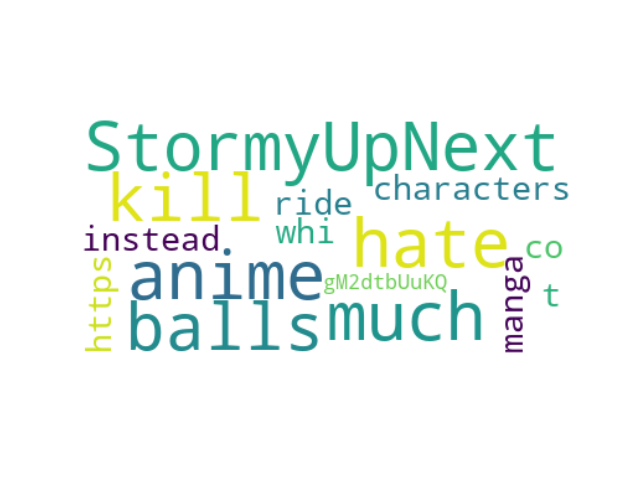 StormyUpNext
kill
ride
characters
instead
whi
hate
co
https
anime
gM2dtbUuKQ
manga
t
balls
much